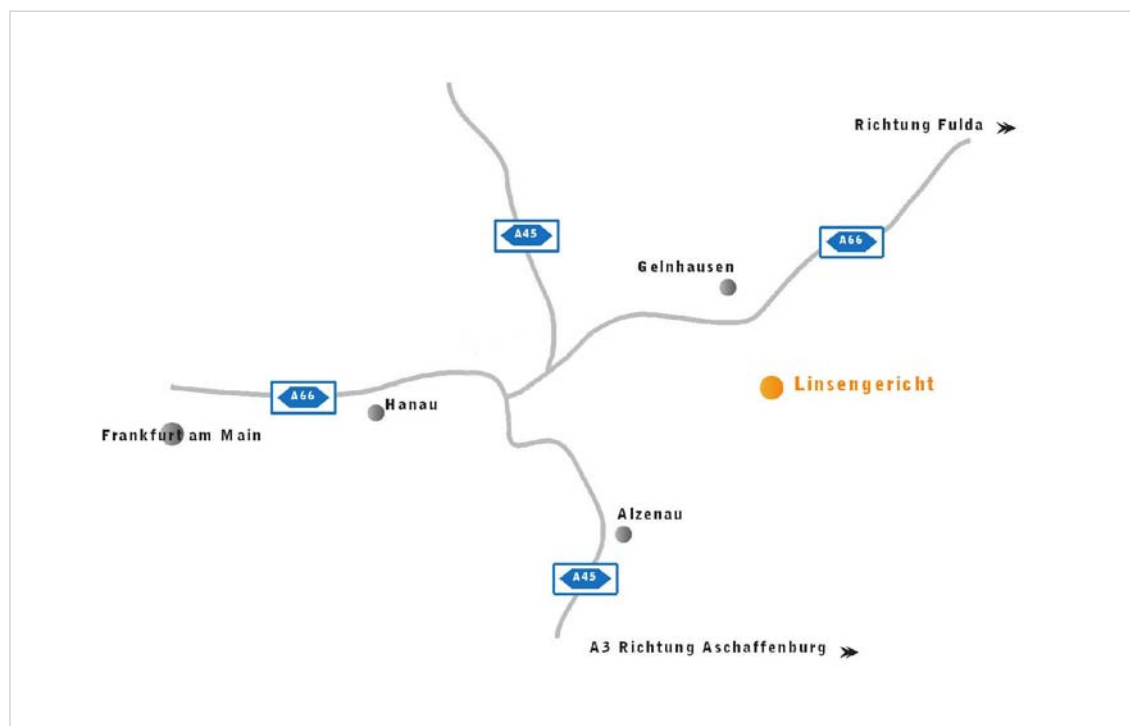 Richtung Fulda
A45
A66
Gelnhausen
Linsengericht
A66
Hanau
Frankfurt am Main
Alzenau
A45
A3 Richtung Aschaffenburg